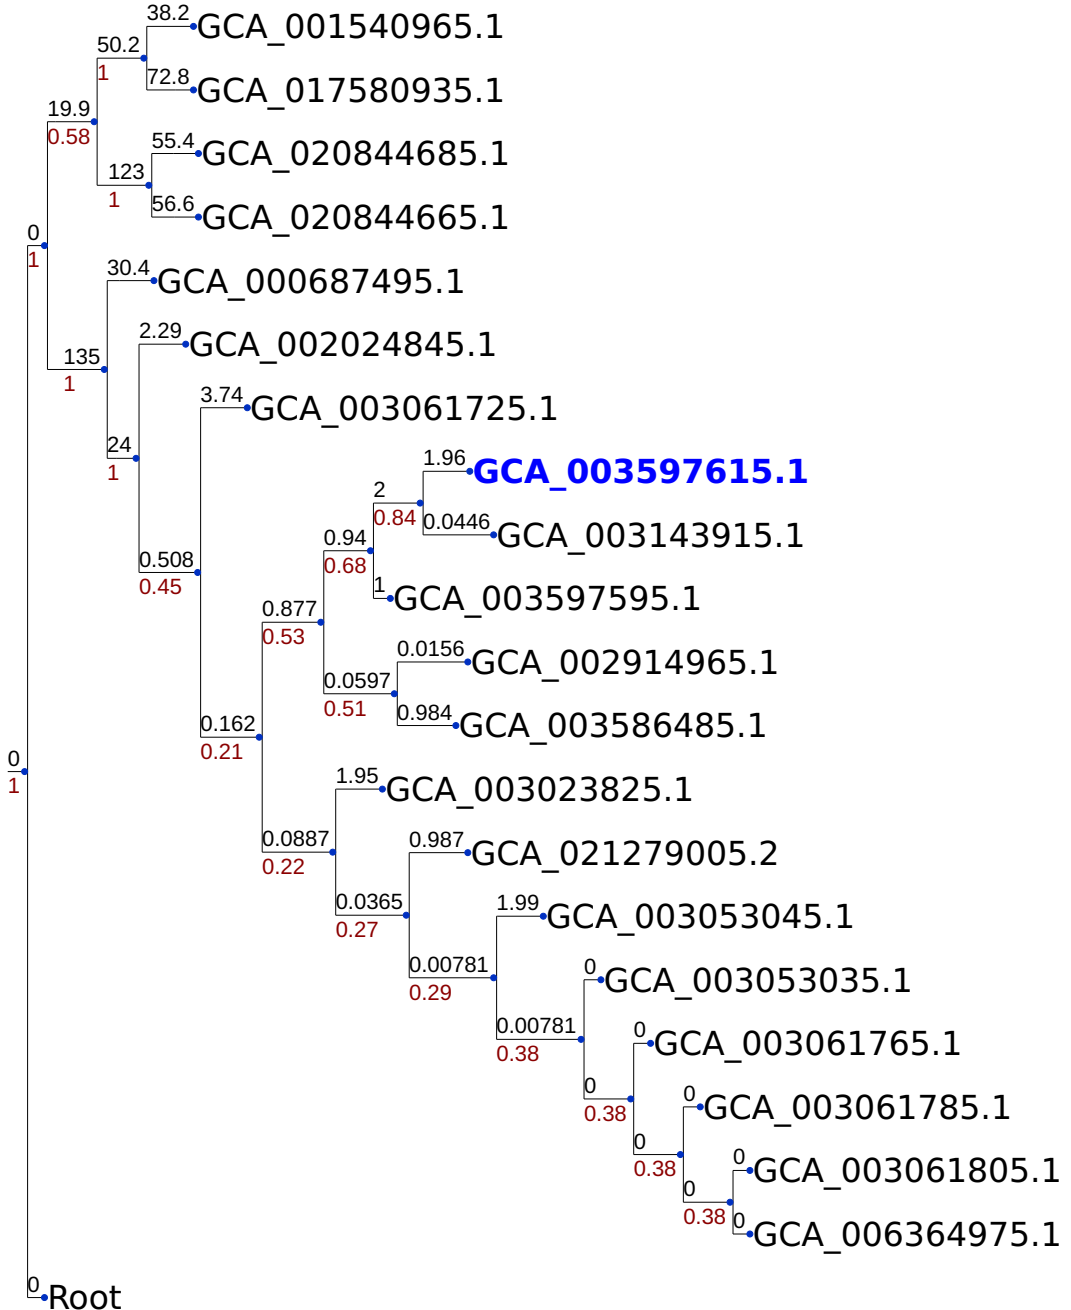 38.2
GCA_001540965.1
50.2
1
72.8
GCA_017580935.1
19.9
0.58
55.4
GCA_020844685.1
123
1
56.6
GCA_020844665.1
0
1
30.4
GCA_000687495.1
2.29
GCA_002024845.1
135
1
3.74
GCA_003061725.1
24
1
1.96
GCA_003597615.1
2
0.84
0.0446
GCA_003143915.1
0.94
0.68
1
GCA_003597595.1
0.508
0.45
0.877
0.53
0.0156
GCA_002914965.1
0.0597
0.51
0.984
GCA_003586485.1
0.162
0.21
0
1
1.95
GCA_003023825.1
0.0887
0.22
0.987
GCA_021279005.2
0.0365
0.27
1.99
GCA_003053045.1
0.00781
0.29
0
GCA_003053035.1
0.00781
0.38
0
GCA_003061765.1
0
0.38
0
GCA_003061785.1
0
0.38
0
GCA_003061805.1
0
0.38
0
GCA_006364975.1
0
Root